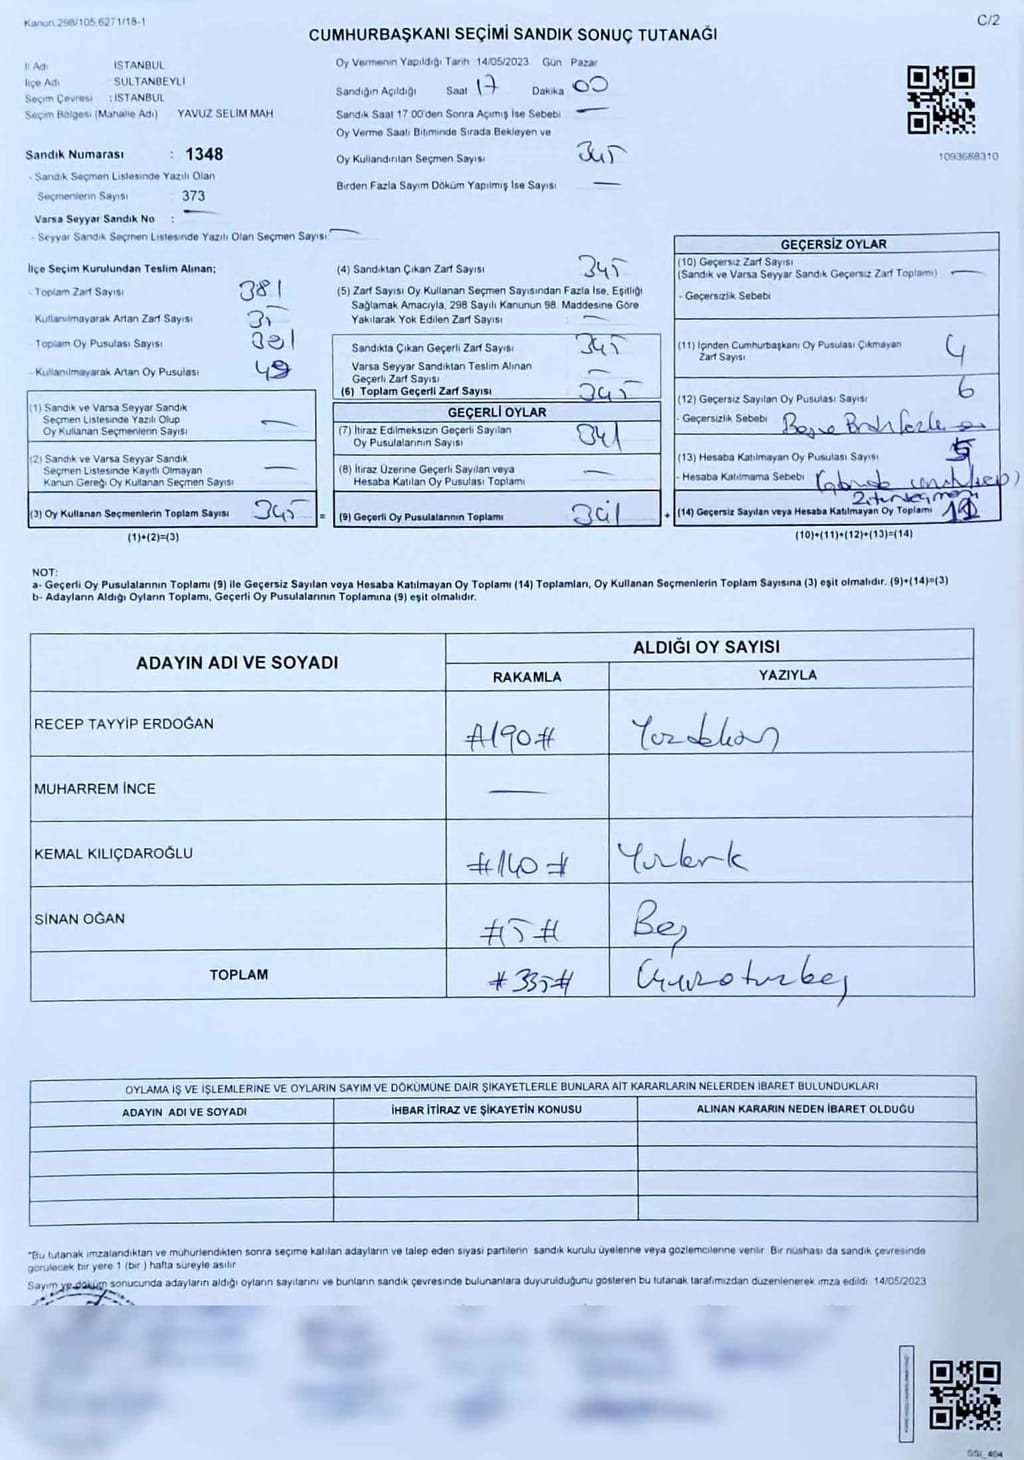 Kanun:298/105.6271/18-1
C/2
CUMHURBAŞKANI SEÇİMİ SANDIK SONUÇ TUTANAĞI
İl Adı İSTANBUL
İlçe Adı SULTANBEYLİ
Seçim Çevresi : İSTANBUL
Seçim Bölgesi (Mahalle Adı) YAVUZ SELİM MAH
Sandık Numarası : 1348
- Sandık Seçmen Listesinde Yazılı Olan
Seçmenlerin Sayısı 373
Varsa Seyyar Sandık No :
- Seyyar Sandık Seçmen Listesinde Yazılı Olan Seçmen Sayısı
Oy Vermenin Yapıldığı Tarih 14/05/2023 Gün Pazar
Sandığın Açıldığı Saat 17 Dakika 00
Sandık Saat 17 00'den Sonra Açımış İse Sebebi
Oy Verme Saati Bitiminde Sırada Bekleyen ve
Oy Kullandırılan Seçmen Sayısı 345
Birden Fazla Sayım Döküm Yapılmış İse Sayısı
1093688310
İlçe Seçim Kurulundan Teslim Alınan;
- Toplam Zarf Sayısı 381
- Kullanılmayarak Artan Zarf Sayısı 35
- Toplam Oy Pusulası Sayısı 381
- Kullanılmayarak Artan Oy Pusulası 49
(1) Sandık ve Varsa Seyyar Sandık
Seçmen Listesinde Yazılı Olup
Oy Kullanan Seçmenlerin Sayısı
(2) Sandık ve Varsa Seyyar Sandık
Seçmen Listesinde Kayıtlı Olmayan
Kanun Gereği Oy Kullanan Seçmen Sayısı
(3) Oy Kullanan Seçmenlerin Toplam Sayısı 345 =
(1)+(2)=(3)
(4) Sandıktan Çıkan Zarf Sayısı 345
(5) Zarf Sayısı Oy Kullanan Seçmen Sayısından Fazla İse, Eşitliği
Sağlamak Amacıyla, 298 Sayılı Kanunun 98. Maddesine Göre
Yakılarak Yok Edilen Zarf Sayısı
Sandıkta Çıkan Geçerli Zarf Sayısı 345
Varsa Seyyar Sandıktan Teslim Alınan
Geçerli Zarf Sayısı
(6) Toplam Geçerli Zarf Sayısı 345
GEÇERLİ OYLAR
(7) İtiraz Edilmeksizin Geçerli Sayılan
Oy Pusulalarının Sayısı 341
(8) İtiraz Üzerine Geçerli Sayılan veya
Hesaba Katılan Oy Pusulası Toplamı
(9) Geçerli Oy Pusulalarının Toplamı 341 +
GEÇERSİZ OYLAR
(10) Geçersiz Zarf Sayısı
(Sandık ve Varsa Seyyar Sandık Geçersiz Zarf Toplamı)
- Geçersizlik Sebebi
(11) İçinden Cumhurbaşkanı Oy Pusulası Çıkmayan
Zarf Sayısı 4
(12) Geçersiz Sayılan Oy Pusulası Sayısı 6
- Geçersizlik Sebebi
(13) Hesaba Katılmayan Oy Pusulası Sayısı
- Hesaba Katılmama Sebebi
(14) Geçersiz Sayılan veya Hesaba Katılmayan Oy Toplamı
(10)+(11)+(12)+(13)=(14)
NOT:
a- Geçerli Oy Pusulalarının Toplamı (9) ile Geçersiz Sayılan veya Hesaba Katılmayan Oy Toplamı (14) Toplamları, Oy Kullanan Seçmenlerin Toplam Sayısına (3) eşit olmalıdır. (9)+(14)=(3)
b- Adayların Aldığı Oyların Toplamı, Geçerli Oy Pusulalarının Toplamına (9) eşit olmalıdır.
ADAYIN ADI VE SOYADI
ALDIĞI OY SAYISI
RAKAMLA YAZIYLA
RECEP TAYYİP ERDOĞAN #190# Yüzdoksan
MUHARREM İNCE
KEMAL KILIÇDAROĞLU #140# Yüzkırk
SİNAN OĞAN #5# Beş
TOPLAM #335# Üçyüzotuzbeş
OYLAMA İŞ VE İŞLEMLERİNE VE OYLARIN SAYIM VE DÖKÜMÜNE DAİR ŞİKAYETLERLE BUNLARA AİT KARARLARIN NELERDEN İBARET BULUNDUKLARI
ADAYIN ADI VE SOYADI İHBAR İTİRAZ VE ŞİKAYETİN KONUSU ALINAN KARARIN NEDEN İBARET OLDUĞU
*Bu tutanak imzalandıktan ve mühürlendikten sonra seçime katılan adayların ve talep eden siyasi partilerin sandık kurulu üyelerine veya gözlemcilerine verilir. Bir nüshası da sandık çevresinde
görülecek bir yere 1 (bir ) hafta süreyle asılır
Sayım ve döküm sonucunda adayların aldığı oyların sayılarını ve bunların sandık çevresinde bulunanlara duyurulduğunu gösteren bu tutanak tarafımızdan düzenlenerek imza edildi 14/05/2023
SSI_404